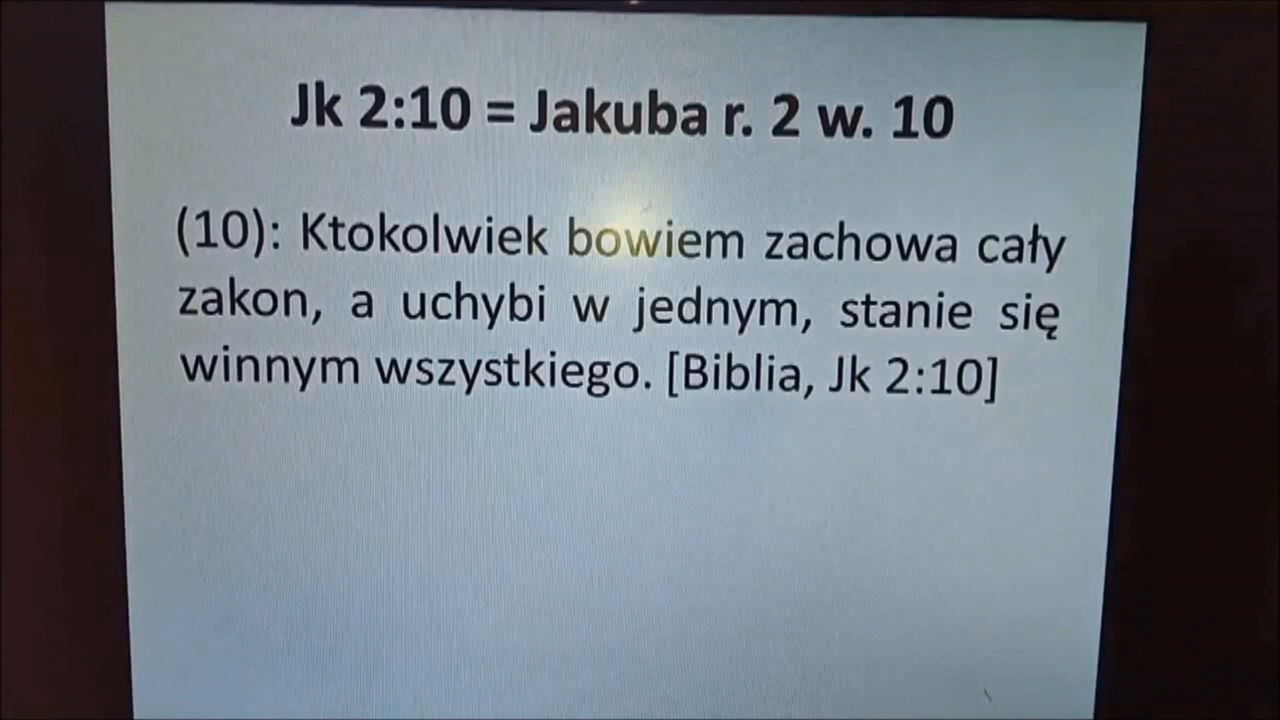 Jk 2:10 = Jakuba r. 2 w. 10
(10): Ktokolwiek bowiem zachowa cały
zakon, a uchybi w jednym, stanie się
winnym wszystkiego. [Biblia, Jk 2:10]